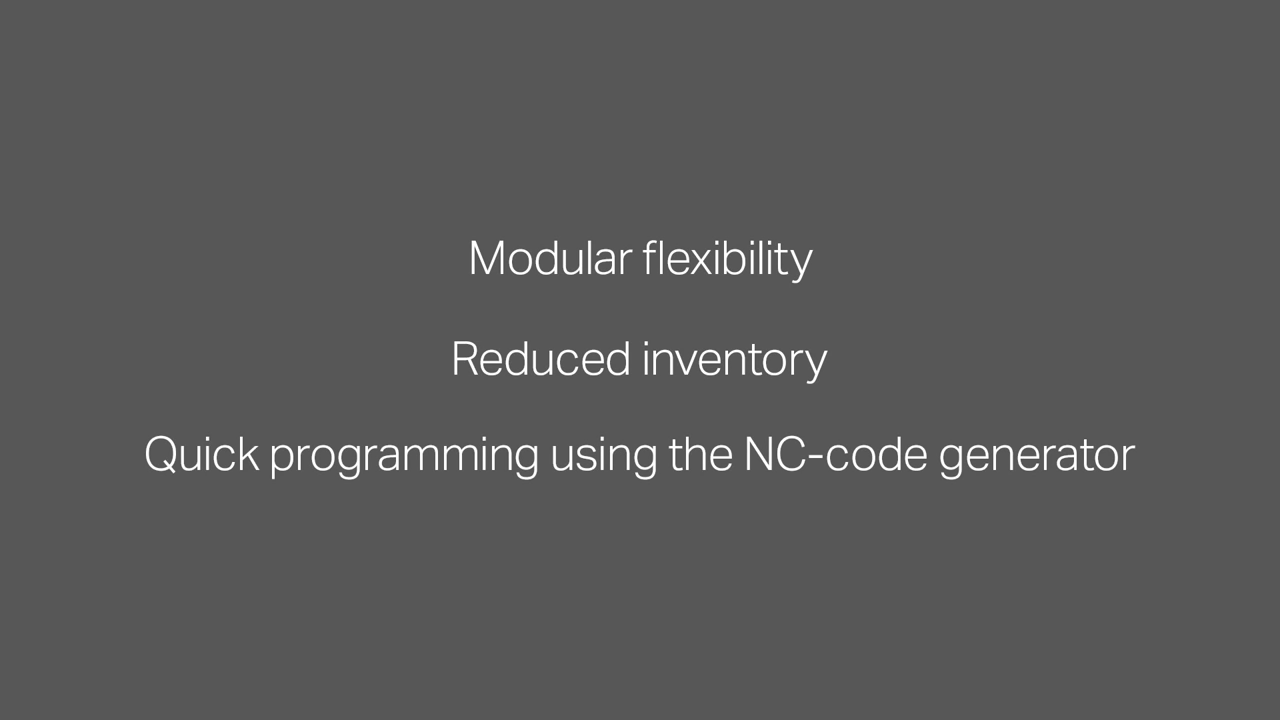 Modular flexibility
Reduced inventory
Quick programming using the NC-code generator